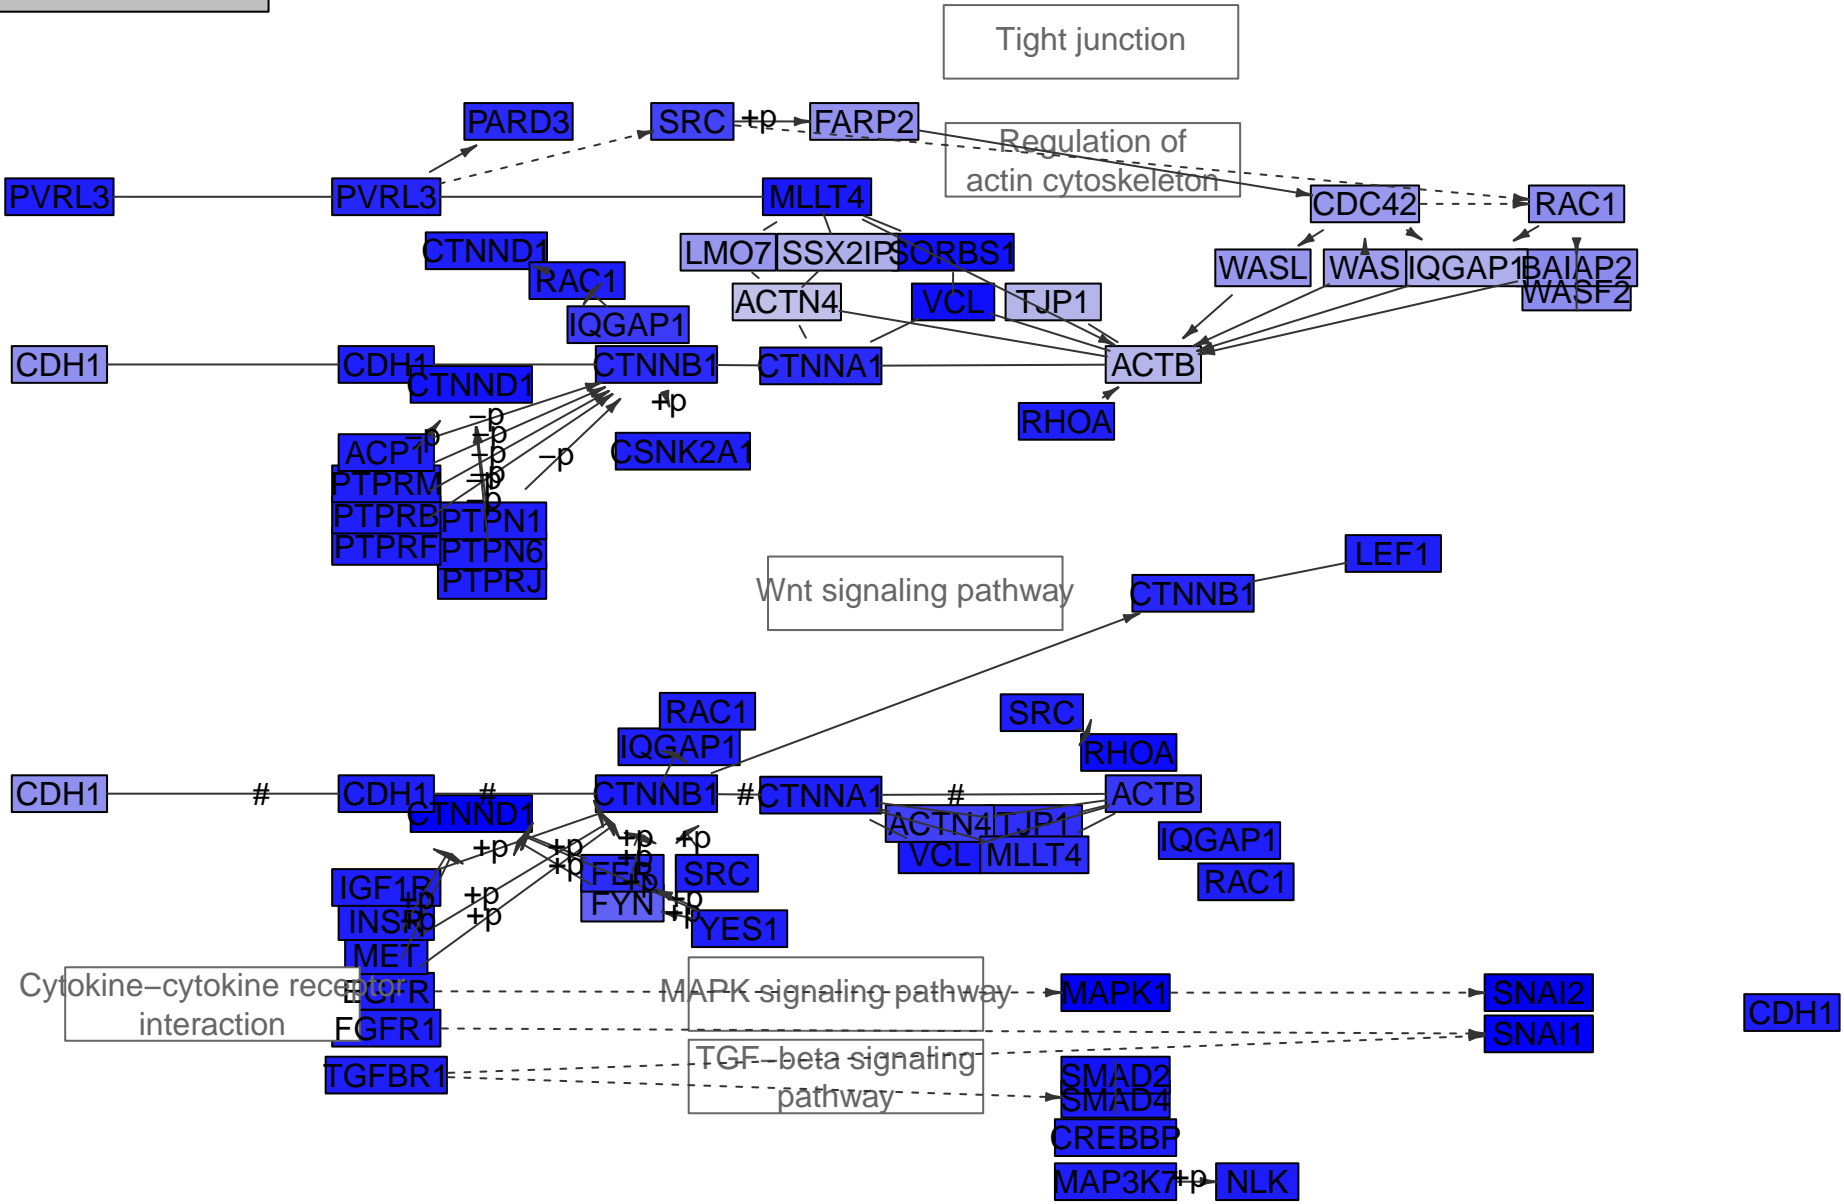 Tight junction
PARD3
SRC
+p
FARP2
Regulation of
actin cytoskeleton
PVRL3
PVRL3
MLLT4
CDC42
RAC1
CTNND1
LMO7
SSX2IP
SORBS1
RAC1
WASL
WAS
IQGAP1
BAIAP2
WASF2
ACTN4
VCL
TJP1
IQGAP1
CDH1
CDH1
CTNNB1
CTNNA1
ACTB
CTNND1
+p
RHOA
–p
–p
–p
–p
–p
–p
–p
–p
ACP1
CSNK2A1
PTPRM
PTPRB
PTPN1
PTPRF
PTPN6
PTPRJ
LEF1
Wnt signaling pathway
CTNNB1
RAC1
SRC
IQGAP1
RHOA
CDH1
#
CDH1
#
CTNNB1
#
CTNNA1
#
ACTB
CTNND1
ACTN4
TJP1
+p
+p
+p
+p
IQGAP1
VCL
MLLT4
+p
+p
FER
+p
SRC
RAC1
IGF1R
+p
+p
FYN
+p
INSR
+p
+p
+p
YES1
MET
Cytokine–cytokine receptor
interaction
EGFR
MAPK signaling pathway
MAPK1
SNAI2
CDH1
FGFR1
SNAI1
TGF–beta signaling
pathway
TGFBR1
SMAD2
SMAD4
CREBBP
MAP3K7
+p
NLK